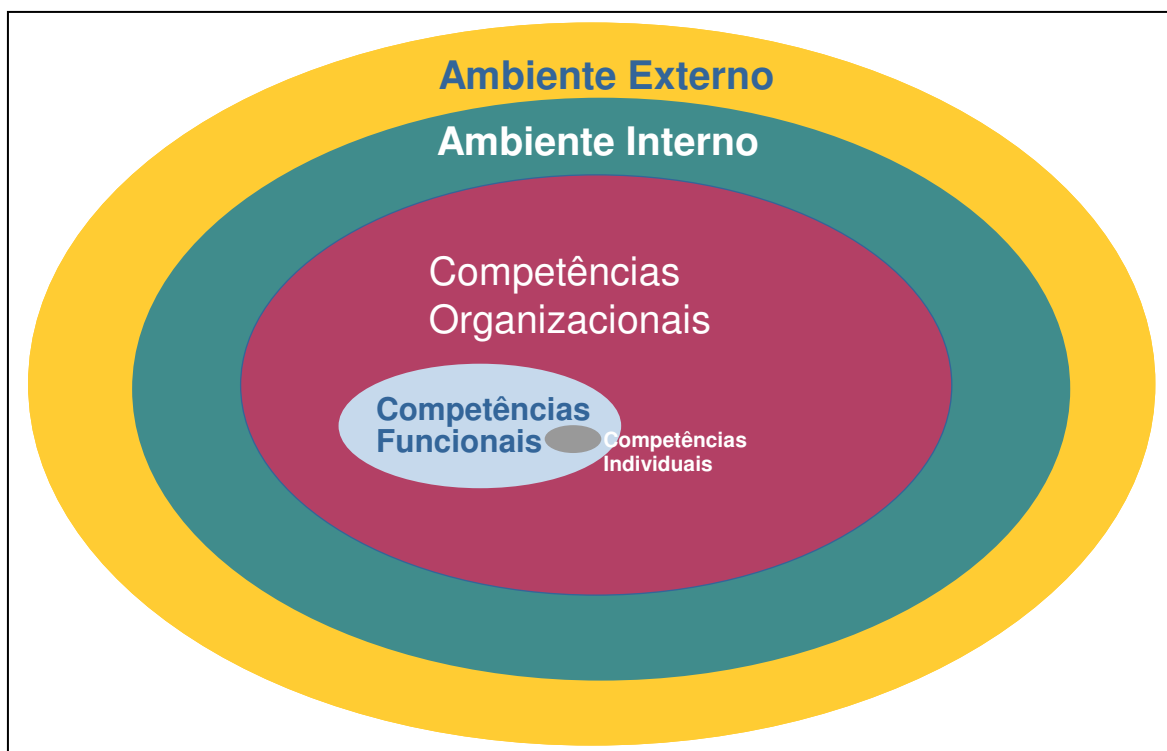 Ambiente Externo
Ambiente Interno
Competências
Organizacionais
Competências
Funcionais
Competências
Individuais